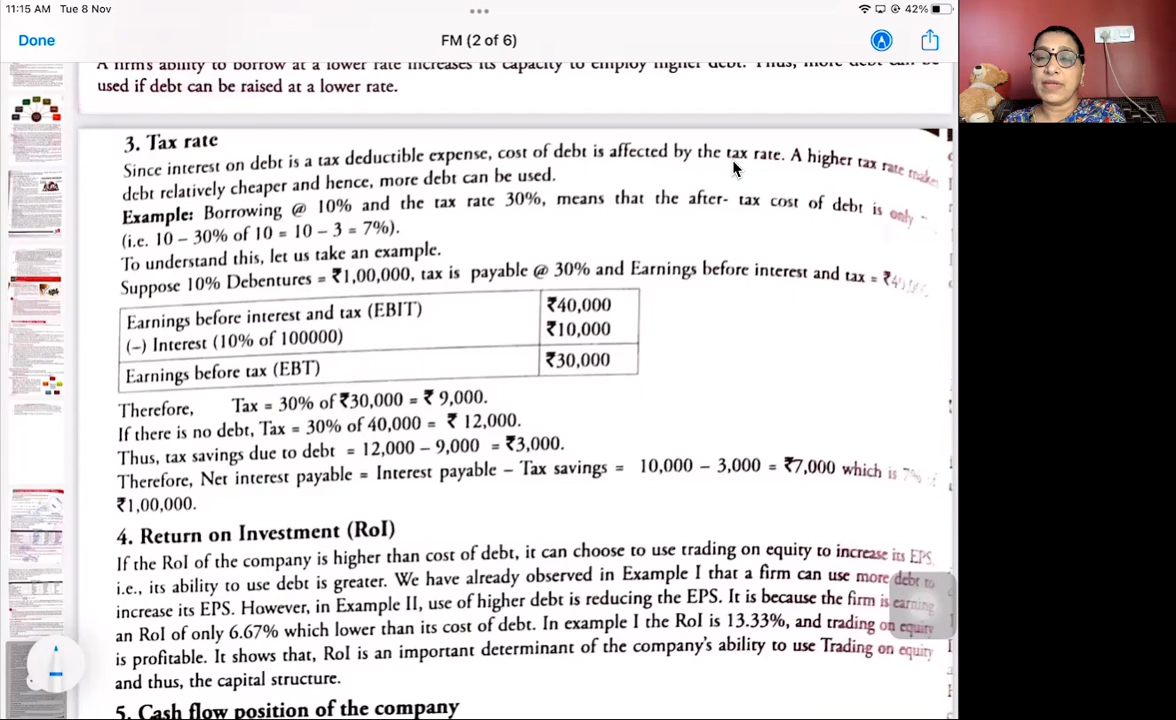 11:15 AM Tue 8 Nov
42%
Done
FM (2 of 6)
A firm's ability to borrow at a lower rate increases its capacity to employ higher debt. Thus, more debt can be
used if debt can be raised at a lower rate.
3. Tax rate
Since interest on debt is a tax deductible expense, cost of debt is affected by the tax rate. A higher tax rate makes
debt relatively cheaper and hence, more debt can be used.
Example: Borrowing @ 10% and the tax rate 30%, means that the after- tax cost of debt is only
(i.e. 10 – 30% of 10 = 10 – 3 = 7%).
To understand this, let us take an example.
Suppose 10% Debentures = ₹1,00,000, tax is payable @ 30% and Earnings before interest and tax =
Earnings before interest and tax (EBIT) ₹40,000
(–) Interest (10% of 100000) ₹10,000
Earnings before tax (EBT) ₹30,000
Therefore, Tax = 30% of ₹30,000 = ₹ 9,000.
If there is no debt, Tax = 30% of 40,000 = ₹ 12,000.
Thus, tax savings due to debt = 12,000 – 9,000 = ₹3,000.
Therefore, Net interest payable = Interest payable – Tax savings = 10,000 – 3,000 = ₹7,000 which is 7%
₹1,00,000.
4. Return on Investment (RoI)
If the RoI of the company is higher than cost of debt, it can choose to use trading on equity to increase its EPS,
i.e., its ability to use debt is greater. We have already observed in Example I that a firm can use more debt to
increase its EPS. However, in Example II, use of higher debt is reducing the EPS. It is because the firm is earning
an RoI of only 6.67% which lower than its cost of debt. In example I the RoI is 13.33%, and trading on equity
is profitable. It shows that, RoI is an important determinant of the company's ability to use Trading on equity
and thus, the capital structure.
5. Cash flow position of the company